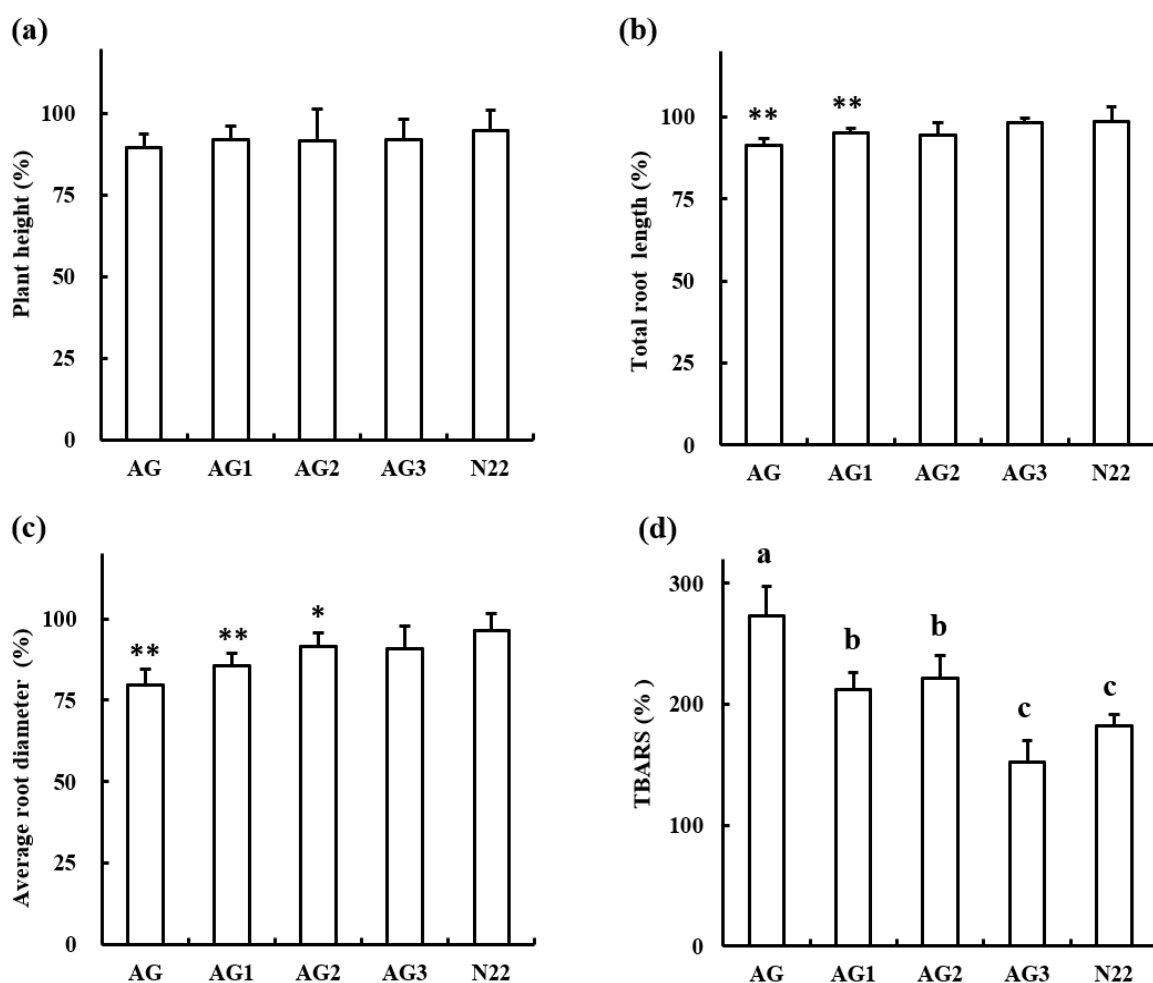 (a)
Plant height (%)
100
75
50
25
0
AG AG1 AG2 AG3 N22
(b)
Total root length (%)
100
75
50
25
0
** **
AG AG1 AG2 AG3 N22
(c)
Average root diameter (%)
100
75
50
25
0
** ** *
AG AG1 AG2 AG3 N22
(d)
TBARS (% )
300
200
100
0
a b b c c
AG AG1 AG2 AG3 N22